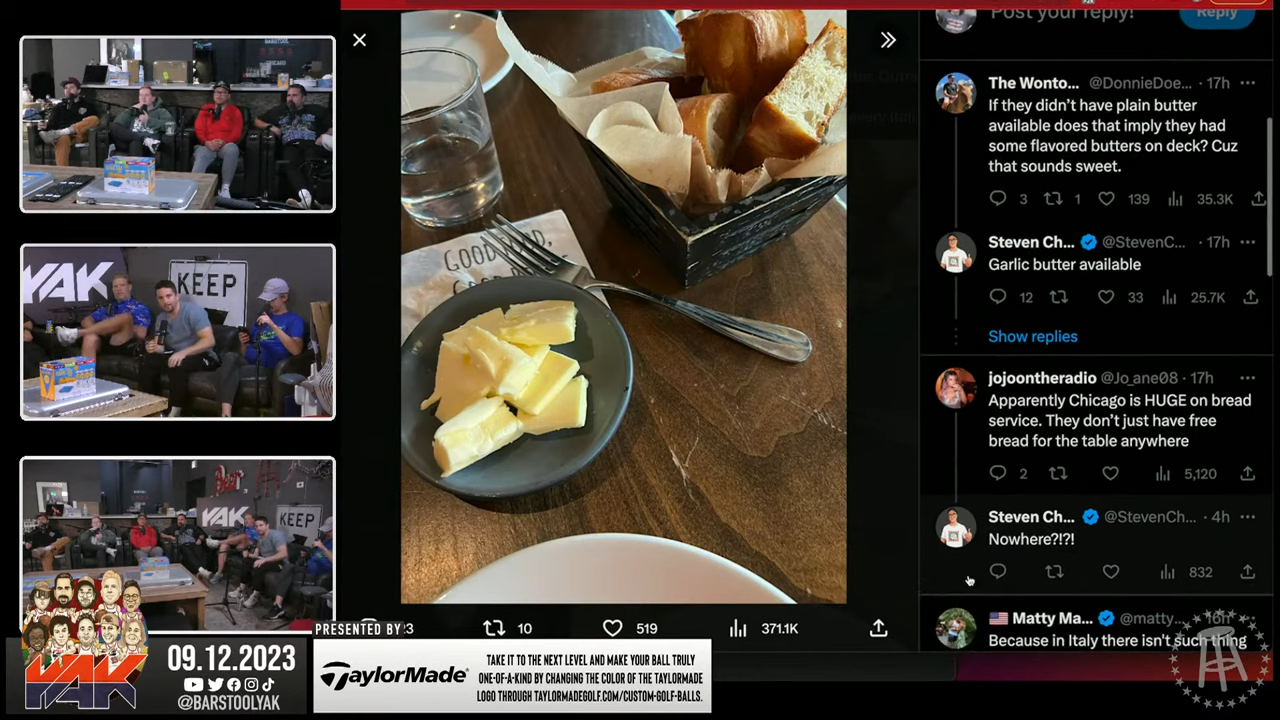 Post your reply!
Reply
The Wonto... @DonnieDoe... · 17h
If they didn't have plain butter
available does that imply they had
some flavored butters on deck? Cuz
that sounds sweet.
3 1 139 35.3K
Steven Ch... @StevenC... · 17h
Garlic butter available
12 33 25.7K
Show replies
jojoontheradio @Jo_ane08 · 17h
Apparently Chicago is HUGE on bread
service. They don't just have free
bread for the table anywhere
2 5,120
Steven Ch... @StevenCh... · 4h
Nowhere?!?!
832
Matty Ma... @matty...
Because in Italy there isn't such thing
GOOD FOOD,
10 519 371.1K
YAK
KEEP
YAK
KEEP
YAK
09.12.2023
@BARSTOOLYAK
PRESENTED BY:
TaylorMade
TAKE IT TO THE NEXT LEVEL AND MAKE YOUR BALL TRULY
ONE-OF-A-KIND BY CHANGING THE COLOR OF THE TAYLORMADE
LOGO THROUGH TAYLORMADEGOLF.COM/CUSTOM-GOLF-BALLS.